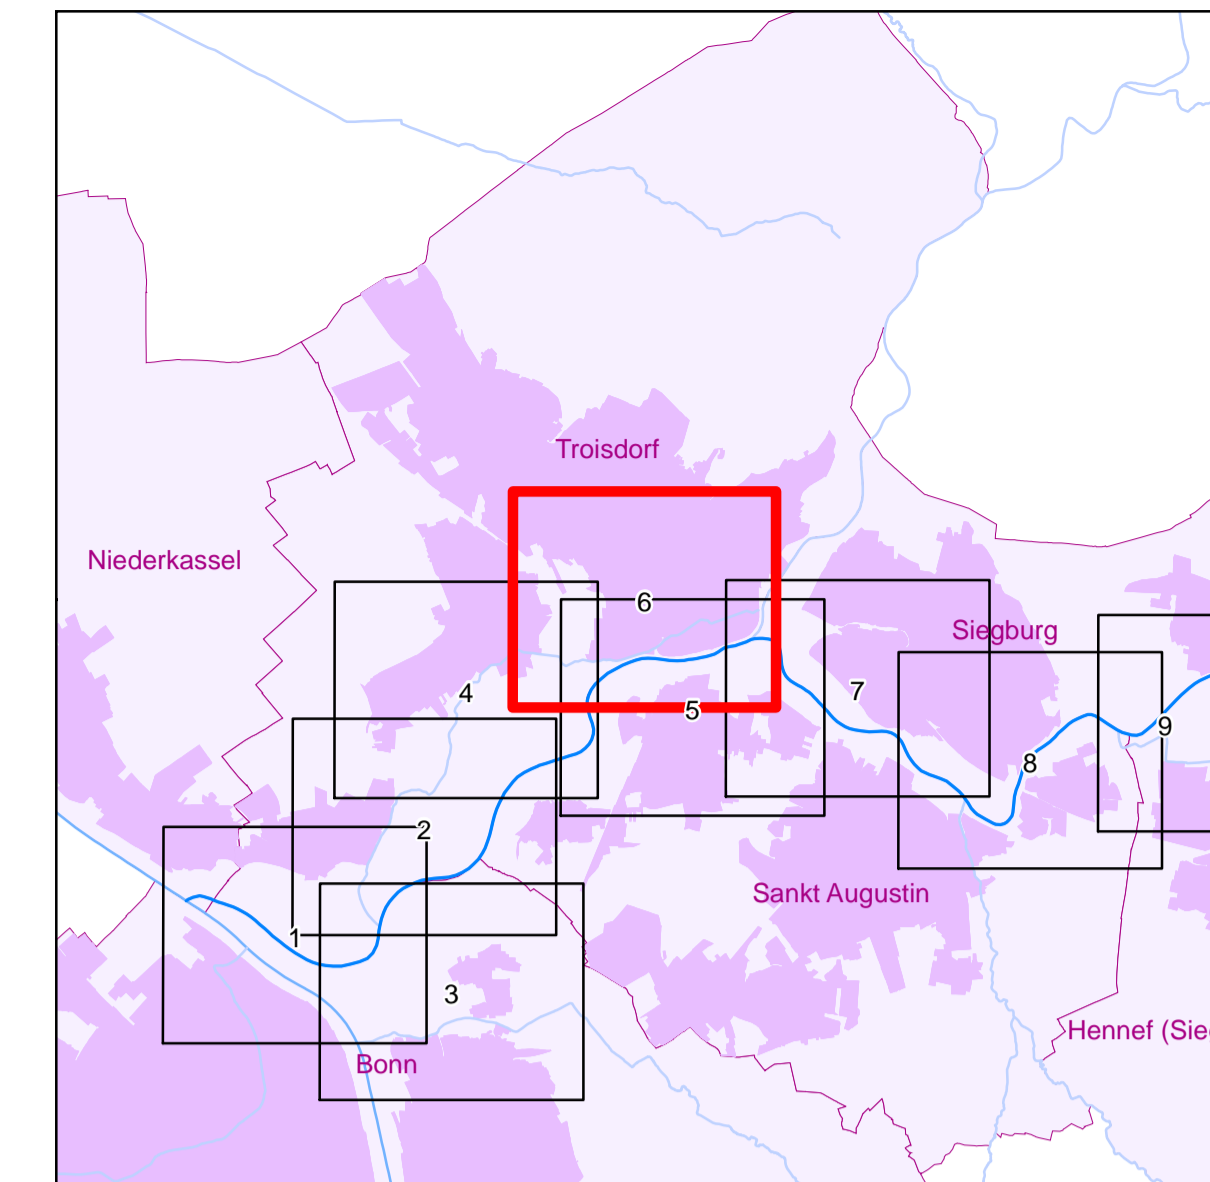 Troisdorf
Niederkassel
6
Siegburg
4
7
5
9
8
2
Sankt Augustin
1
3
Hennef (Sie
Bonn